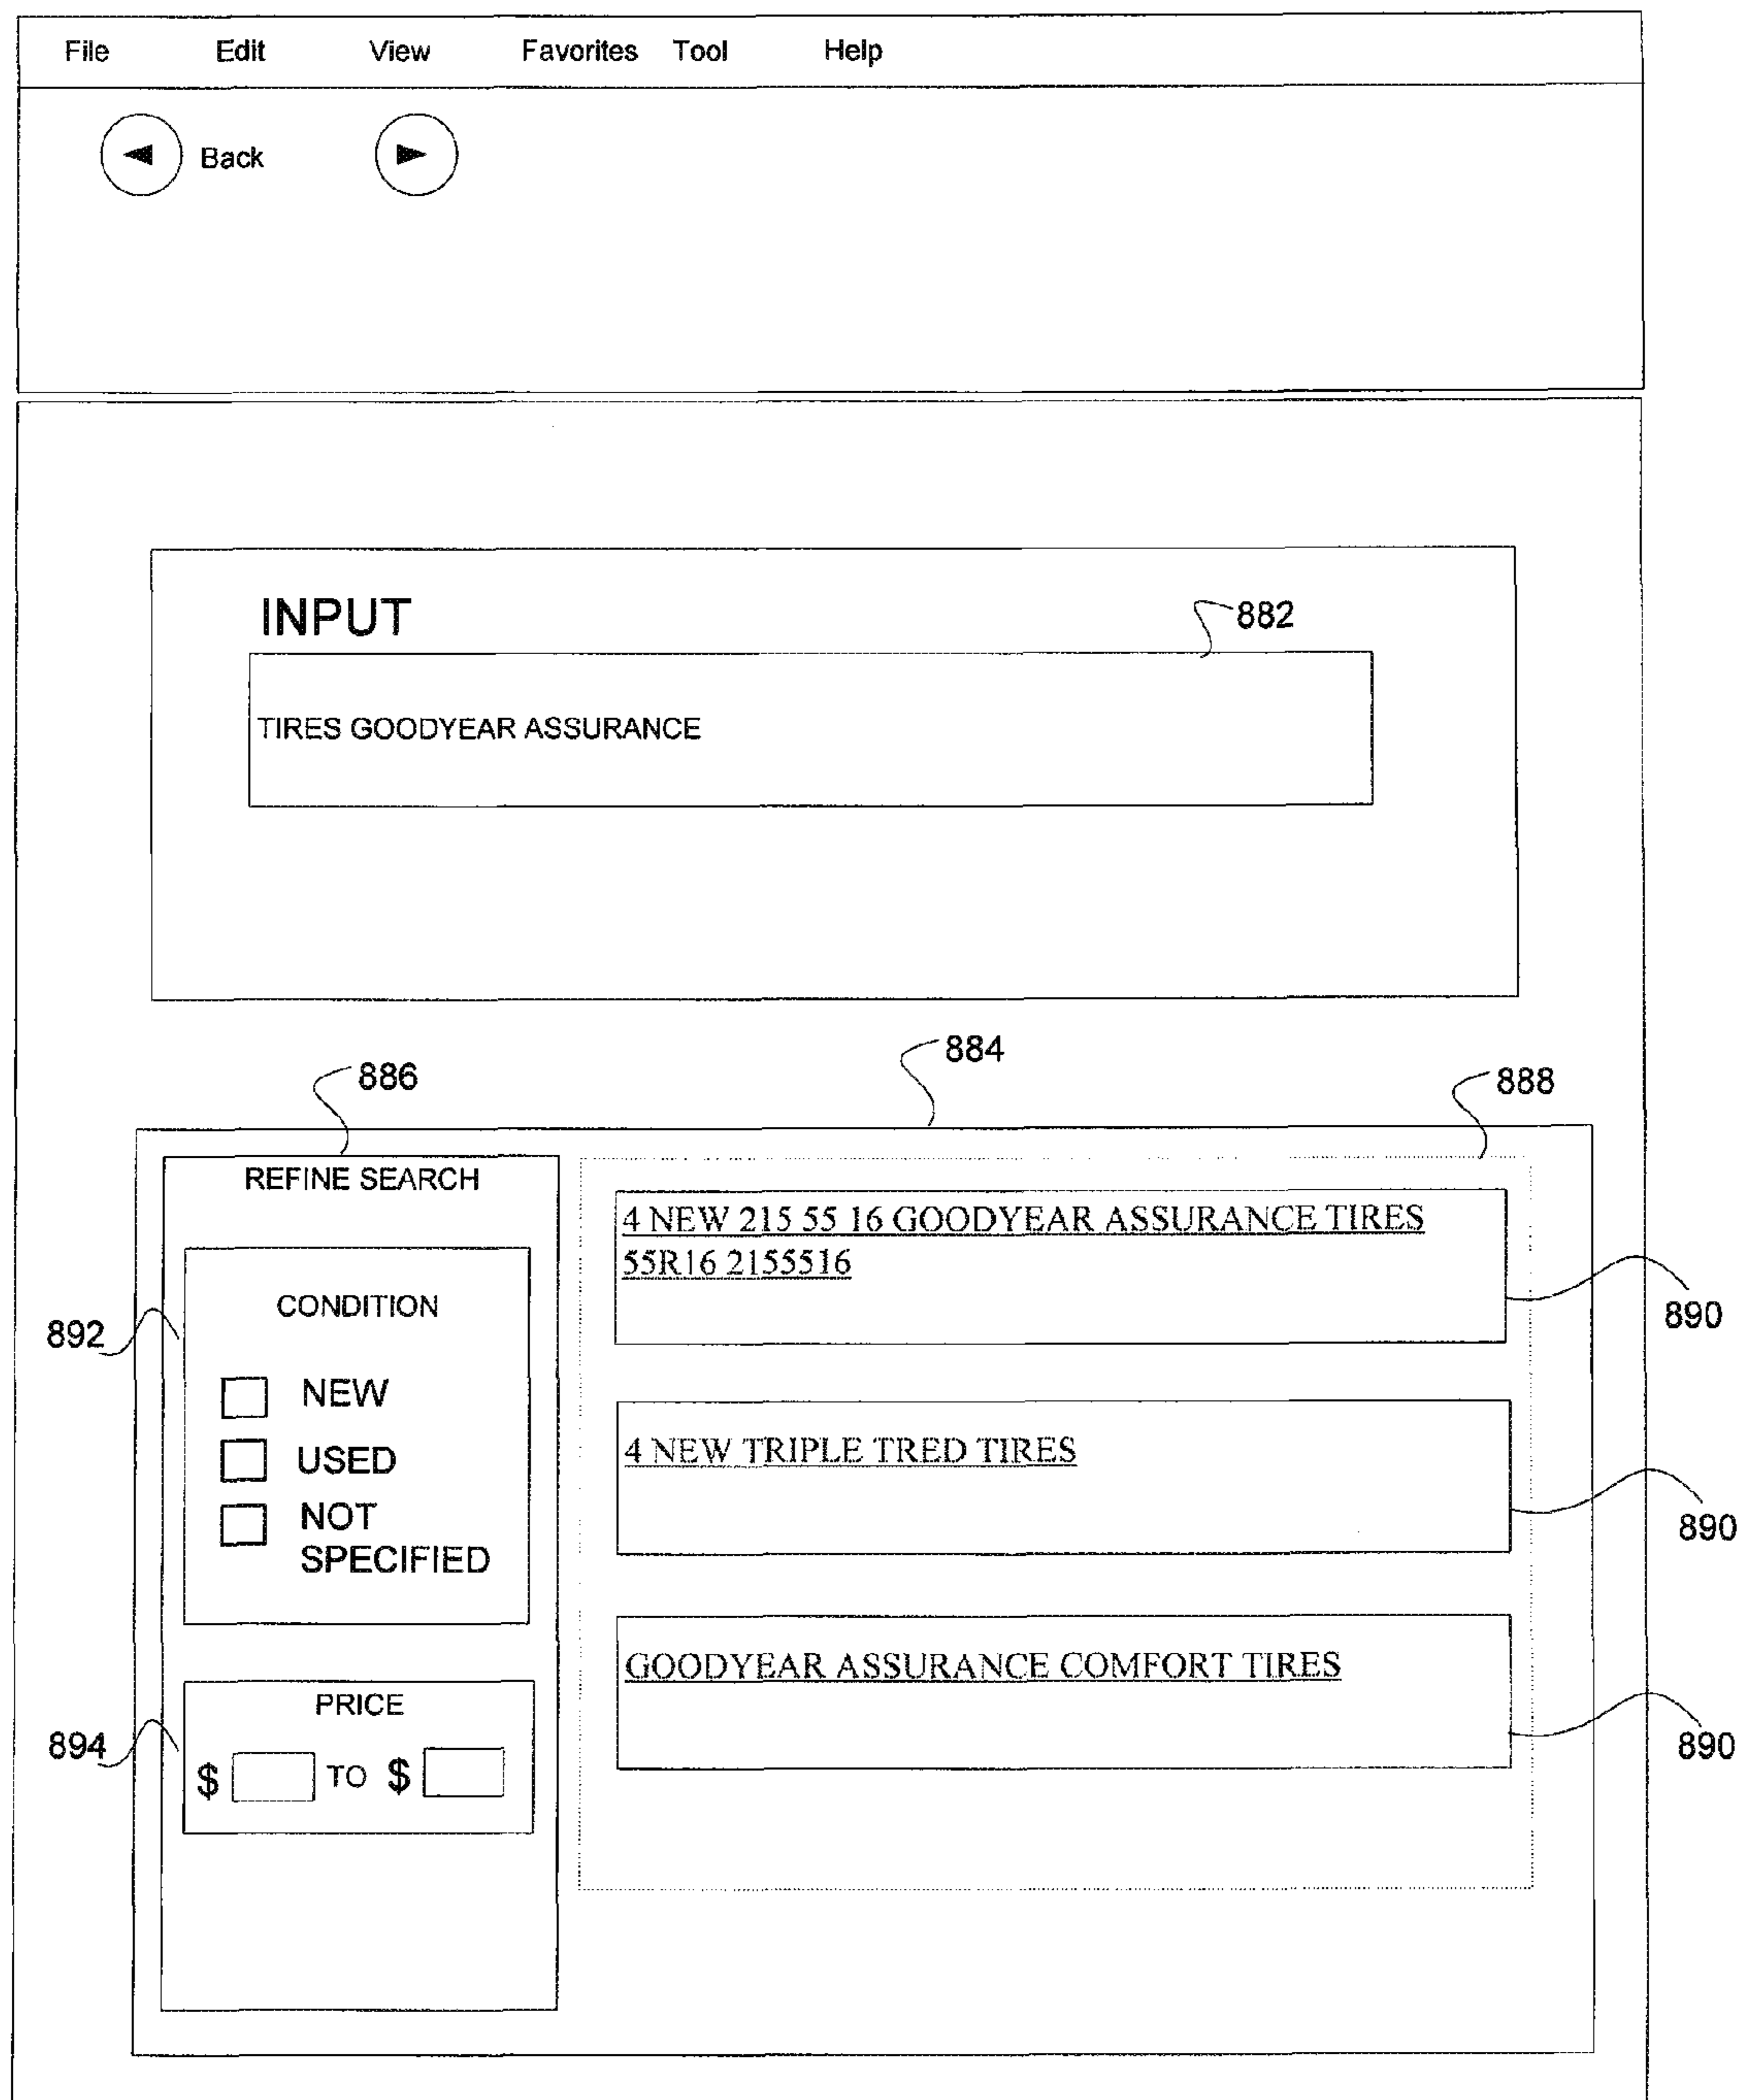 File Edit View Favorites Tool Help
Back
INPUT
882
TIRES GOODYEAR ASSURANCE
884
886
888
REFINE SEARCH
CONDITION
892
NEW
USED
NOT
SPECIFIED
PRICE
894
$ TO $
4 NEW 215 55 16 GOODYEAR ASSURANCE TIRES
55R16 2155516
890
4 NEW TRIPLE TRED TIRES
890
GOODYEAR ASSURANCE COMFORT TIRES
890